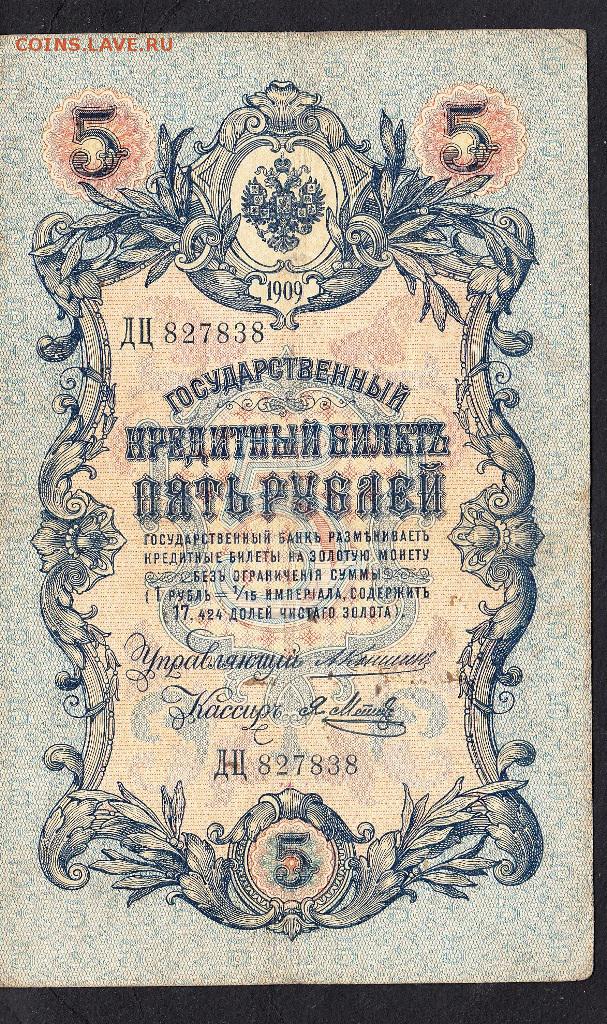 COINS.LAVE.RU
5 5
1909
ДЦ 827838
ГОСУДАРСТВЕННЫЙ
КРЕДИТНЫЙ БИЛЕТЪ
ПЯТЬ РУБЛЕЙ
ГОСУДАРСТВЕННЫЙ БАНКЪ РАЗМѢНИВАЕТЪ
КРЕДИТНЫЕ БИЛЕТЫ НА ЗОЛОТУЮ МОНЕТУ
БЕЗЪ ОГРАНИЧЕНІЯ СУММЫ
(1 РУБЛЬ = 1/15 ИМПЕРІАЛА, СОДЕРЖИТЪ
17,424 ДОЛЕЙ ЧИСТАГО ЗОЛОТА).
Управляющій
Кассиръ Я. Метцъ
ДЦ 827838
5